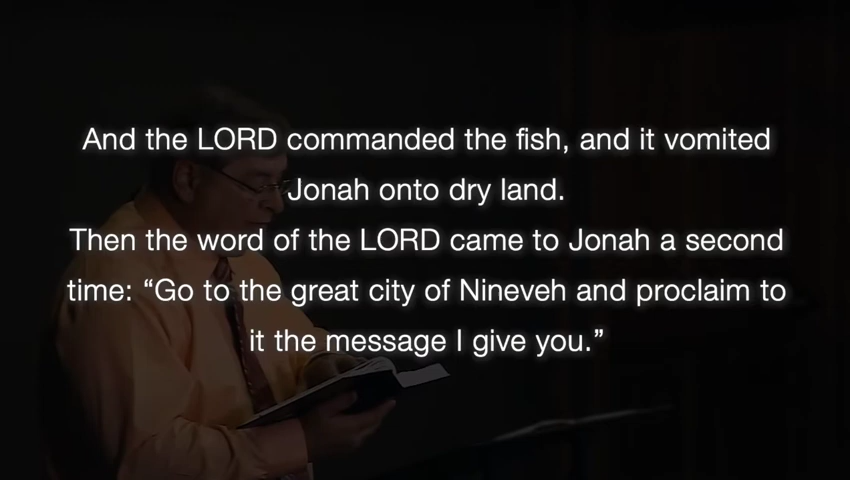 And the LORD commanded the fish, and it vomited
Jonah onto dry land.
Then the word of the LORD came to Jonah a second
time: “Go to the great city of Nineveh and proclaim to
it the message I give you.”